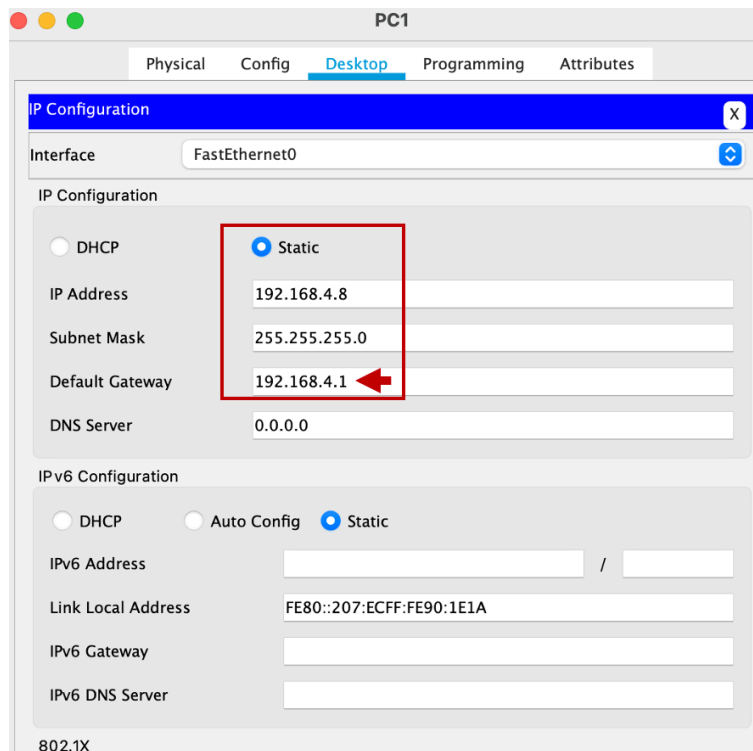 PC1
Physical Config Desktop Programming Attributes
IP Configuration X
Interface FastEthernet0
IP Configuration
DHCP Static
IP Address 192.168.4.8
Subnet Mask 255.255.255.0
Default Gateway 192.168.4.1
DNS Server 0.0.0.0
IPv6 Configuration
DHCP Auto Config Static
IPv6 Address /
Link Local Address FE80::207:ECFF:FE90:1E1A
IPv6 Gateway
IPv6 DNS Server
802.1X